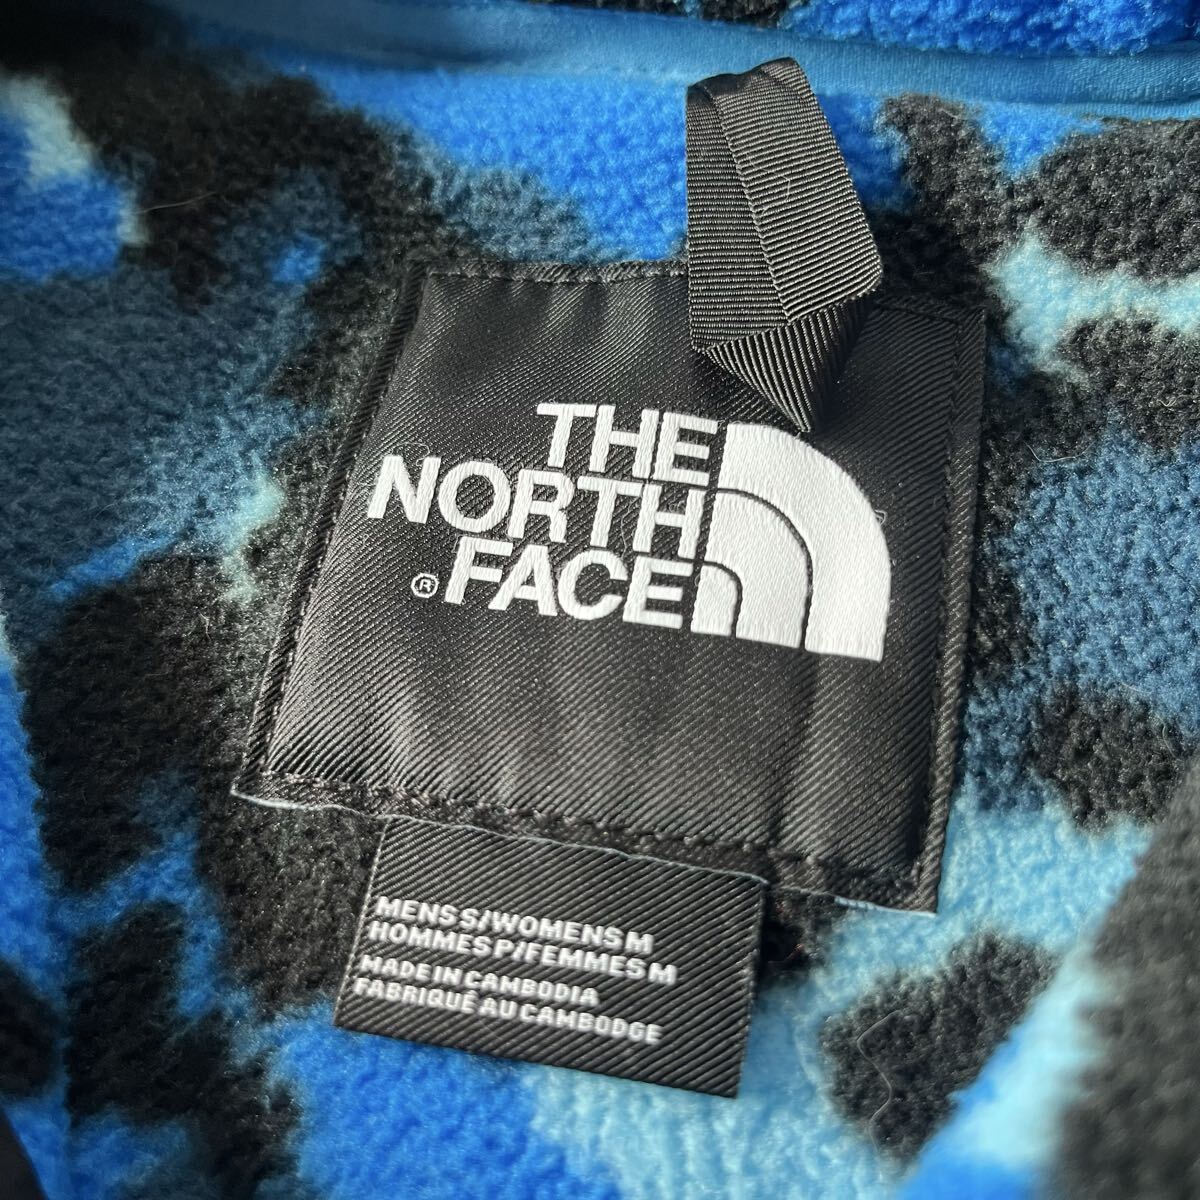 THE
NORTH
® FACE
MENS S/WOMENS M
HOMMES P/FEMMES M
MADE IN CAMBODIA
FABRIQUÉ AU CAMBODGE